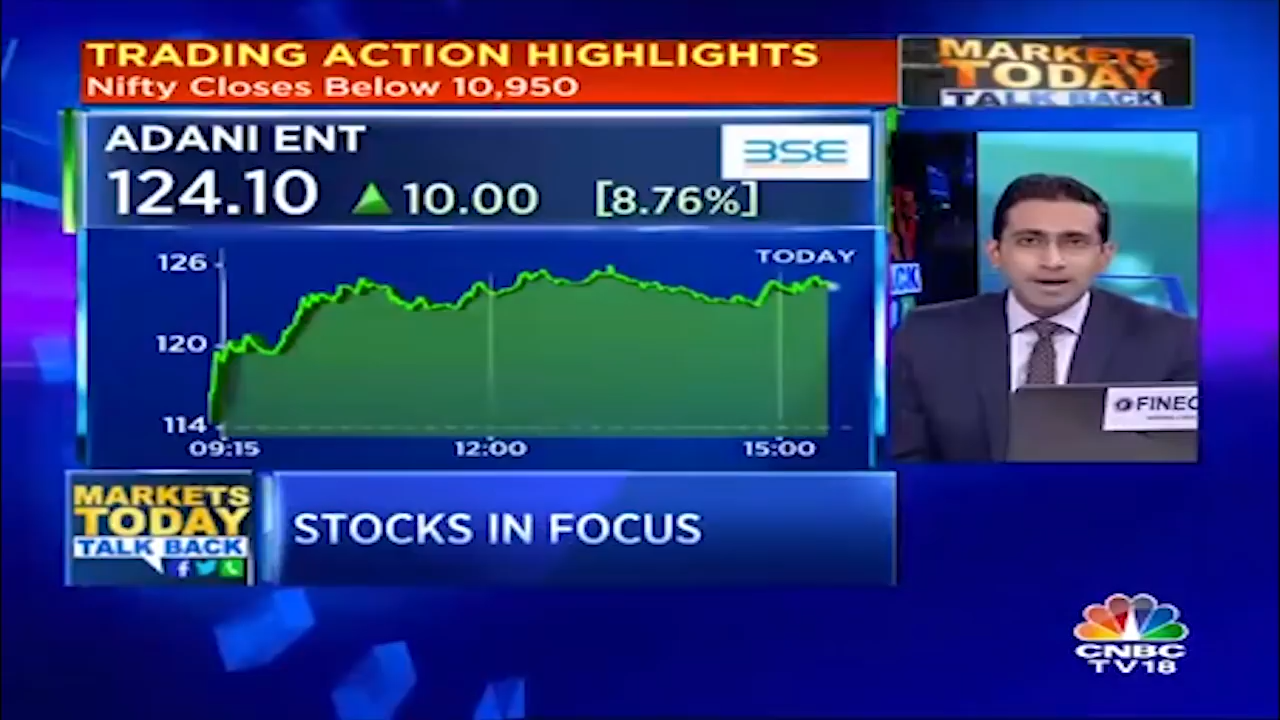 TRADING ACTION HIGHLIGHTS
Nifty Closes Below 10,950
MARKETS
TODAY
TALK BACK
ADANI ENT
BSE
124.10 ▲ 10.00 [8.76%]
TODAY
126
120
114
09:15 12:00 15:00
FINEO
MARKETS
TODAY
TALK BACK
STOCKS IN FOCUS
CNBC
TV18